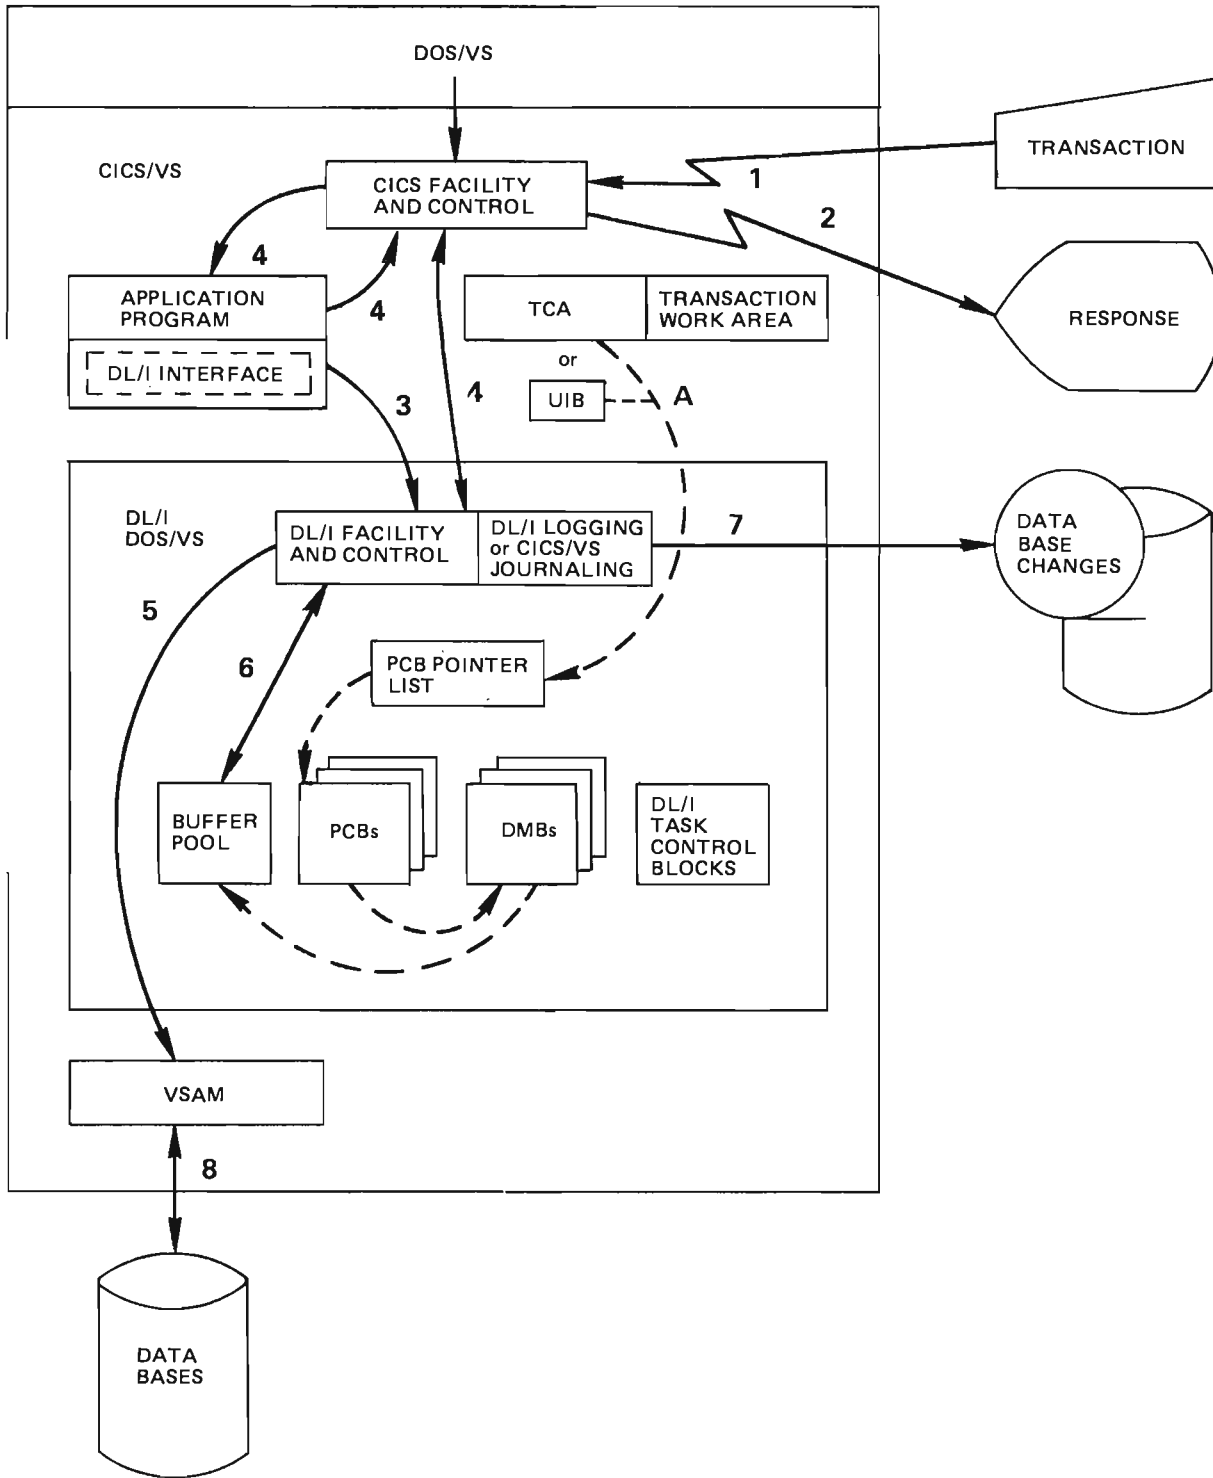 DOS/VS
CICS/VS
CICS FACILITY
AND CONTROL
TRANSACTION
1
2
RESPONSE
4
4
APPLICATION
PROGRAM
DL/I INTERFACE
TCA
TRANSACTION
WORK AREA
or
UIB
A
3
4
DL/I
DOS/VS
DL/I FACILITY
AND CONTROL
DL/I LOGGING
or CICS/VS
JOURNALING
7
DATA
BASE
CHANGES
5
6
PCB POINTER
LIST
BUFFER
POOL
PCBs
DMBs
DL/I
TASK
CONTROL
BLOCKS
VSAM
8
DATA
BASES